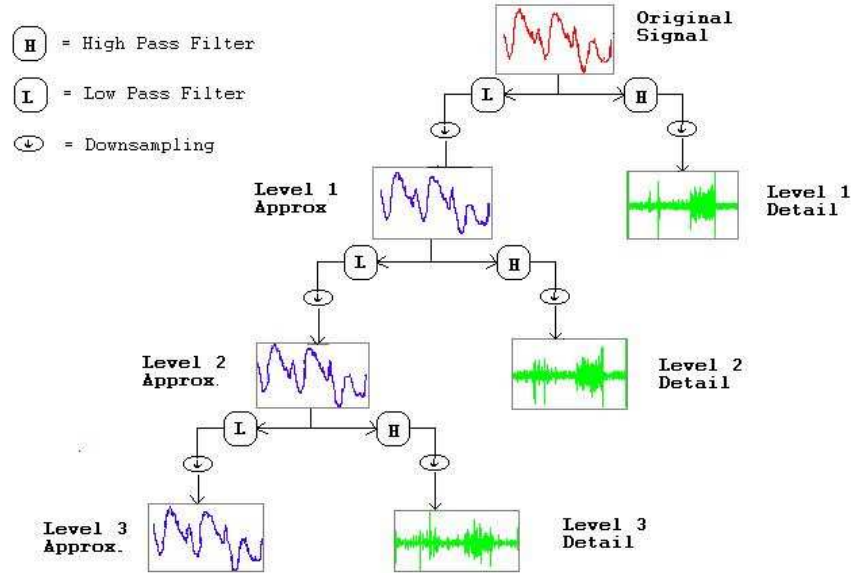 Original
Signal
H = High Pass Filter
L = Low Pass Filter
= Downsampling
L
H
Level 1
Approx
Level 1
Detail
L
H
Level 2
Approx.
Level 2
Detail
L
H
Level 3
Approx.
Level 3
Detail